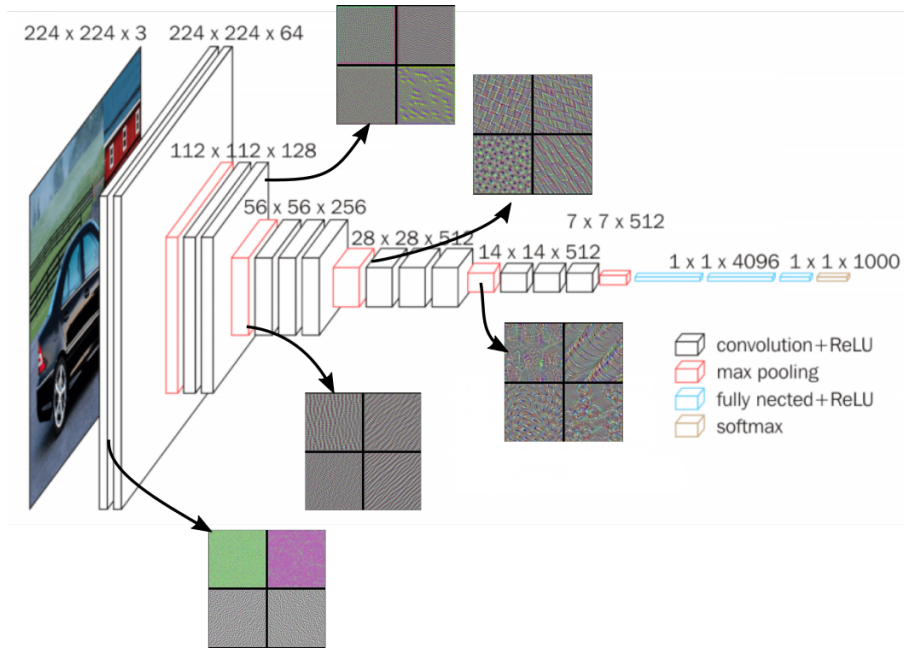 224 x 224 x 3
224 x 224 x 64
112 x 112 x 128
56 x 56 x 256
28 x 28 x 512
14 x 14 x 512
7 x 7 x 512
1 x 1 x 4096
1 x 1 x 1000
convolution+ReLU
max pooling
fully nected+ReLU
softmax